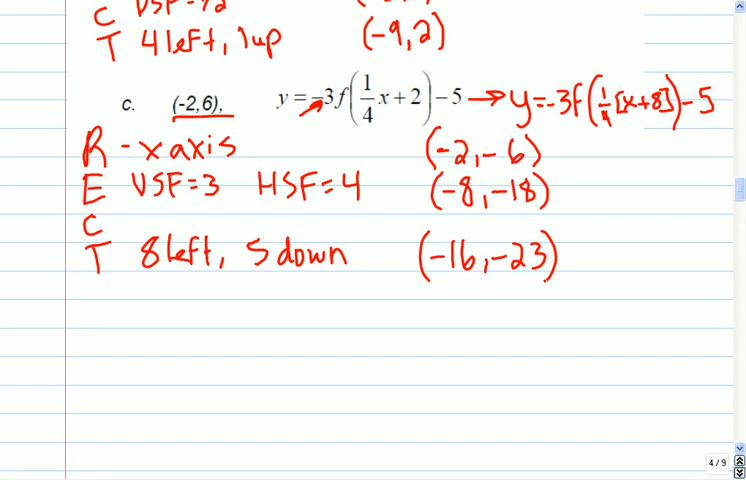 C VSF = 1/2
T 4 left, 1 up (-9, 2)
c. (-2,6), y = -3f(1/4 x + 2) - 5 → y = -3f(1/4 [x+8]) - 5
R - x axis (-2, -6)
E VSF = 3 HSF = 4 (-8, -18)
C
T 8 left, 5 down (-16, -23)
4 / 9